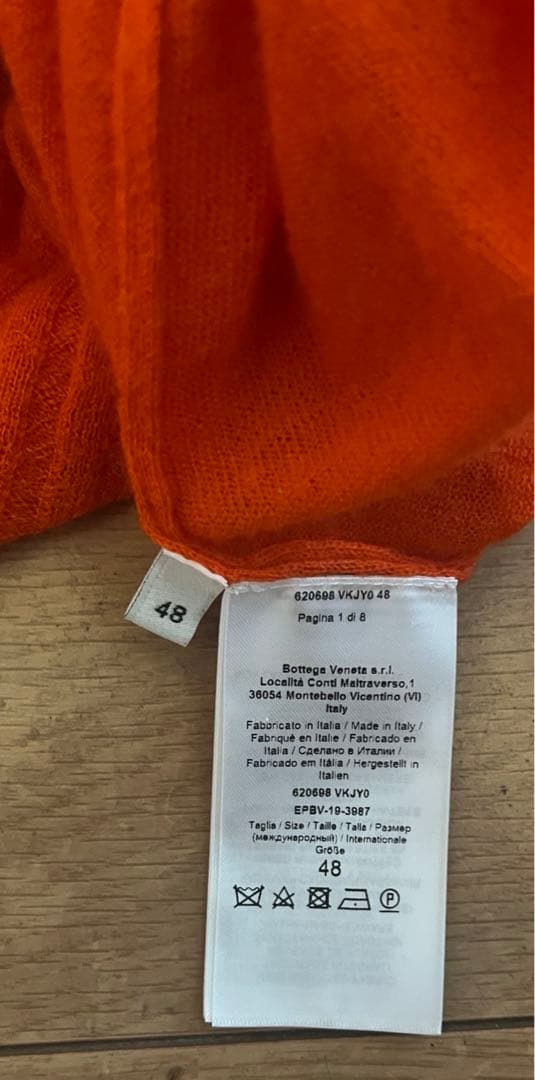 48
620698 VKJY0 48
Pagina 1 di 8
Bottega Veneta s.r.l.
Località Conti Maltraverso,1
36054 Montebello Vicentino (VI)
Italy
Fabbricato in Italia / Made in Italy /
Fabriqué en Italie / Fabricado en
Italia / Сделано в Италии /
Fabricado em Itália / Hergestellt in
Italien
620698 VKJY0
EPBV-19-3987
Taglia / Size / Taille / Talla / Размер
(международный) / Internationale
Größe
48
P